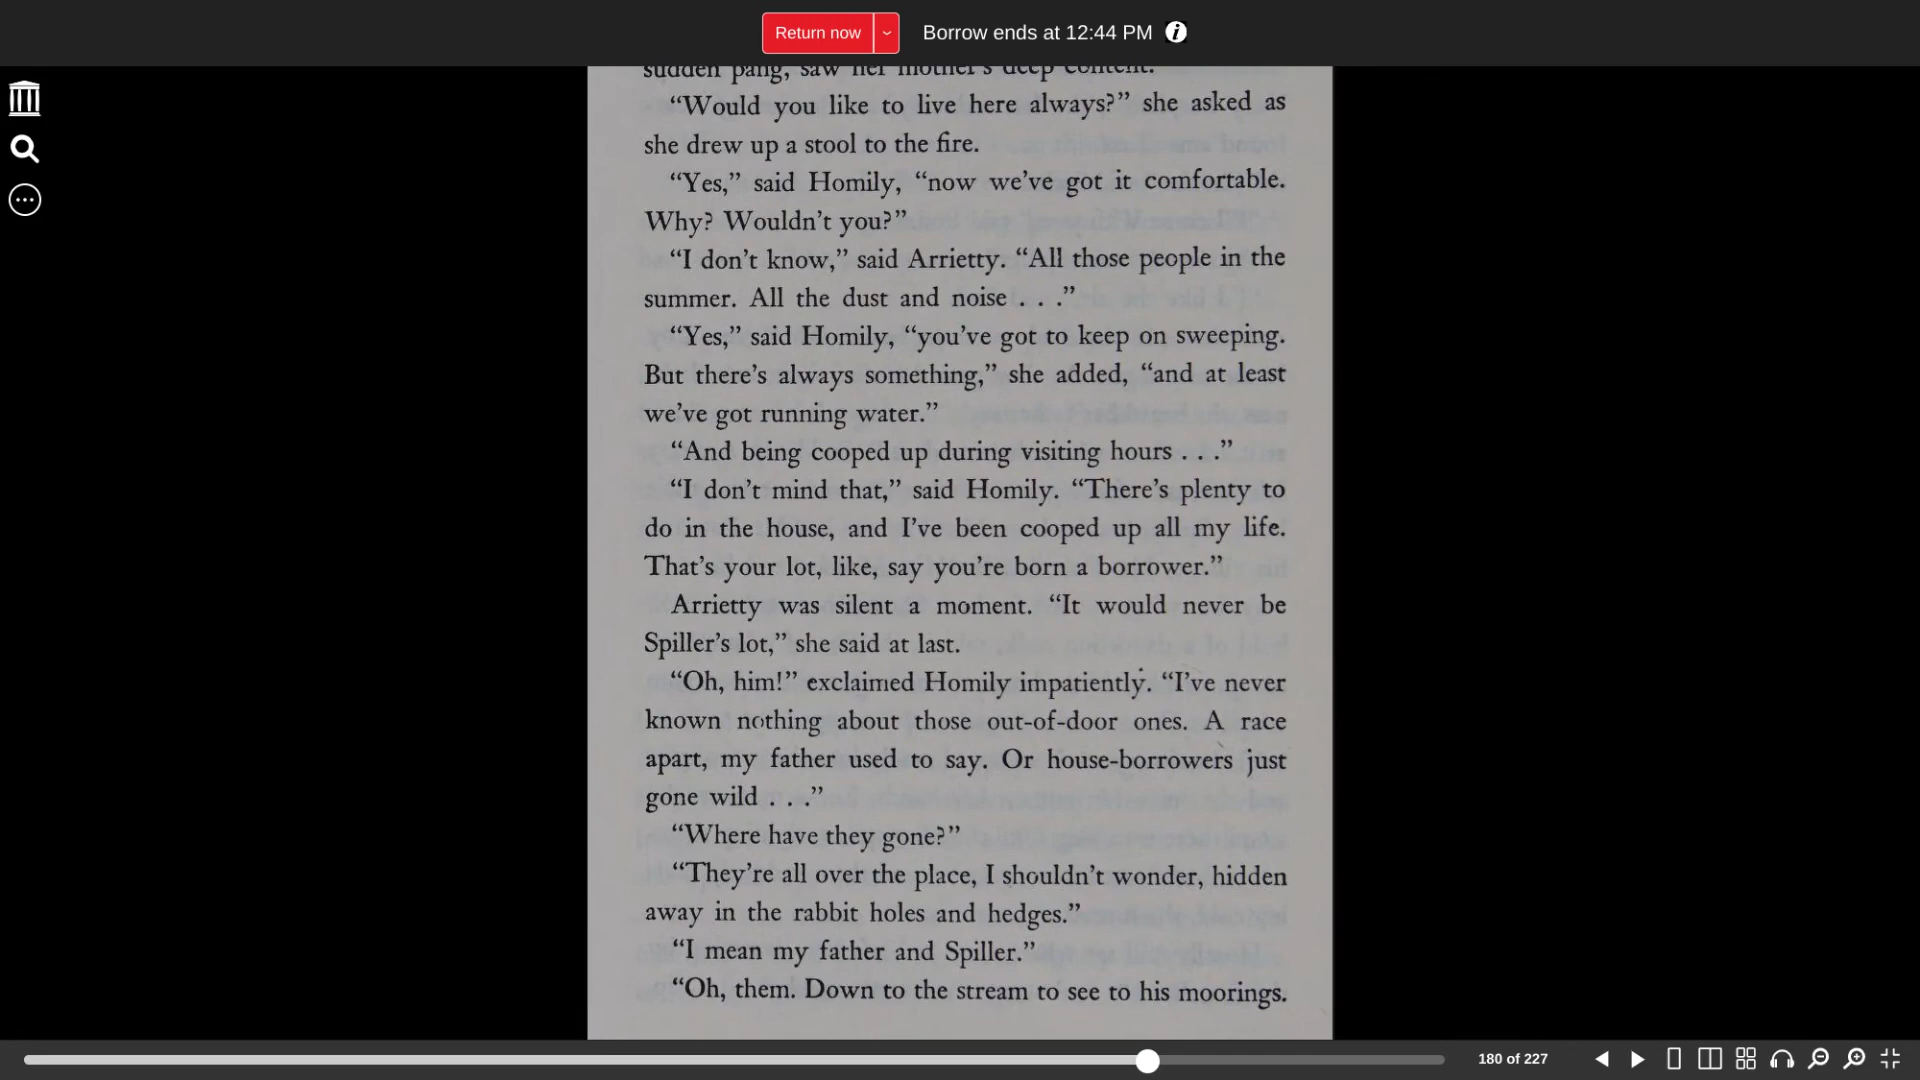 Return now
Borrow ends at 12:44 PM
sudden pang, saw her mother's deep content.
“Would you like to live here always?” she asked as
she drew up a stool to the fire.
“Yes,” said Homily, “now we've got it comfortable.
Why? Wouldn't you?”
“I don't know,” said Arrietty. “All those people in the
summer. All the dust and noise . . .”
“Yes,” said Homily, “you've got to keep on sweeping.
But there's always something,” she added, “and at least
we've got running water.”
“And being cooped up during visiting hours . . .”
“I don't mind that,” said Homily. “There's plenty to
do in the house, and I've been cooped up all my life.
That's your lot, like, say you're born a borrower.”
Arrietty was silent a moment. “It would never be
Spiller's lot,” she said at last.
“Oh, him!” exclaimed Homily impatiently. “I've never
known nothing about those out-of-door ones. A race
apart, my father used to say. Or house-borrowers just
gone wild . . .”
“Where have they gone?”
“They're all over the place, I shouldn't wonder, hidden
away in the rabbit holes and hedges.”
“I mean my father and Spiller.”
“Oh, them. Down to the stream to see to his moorings.
180 of 227